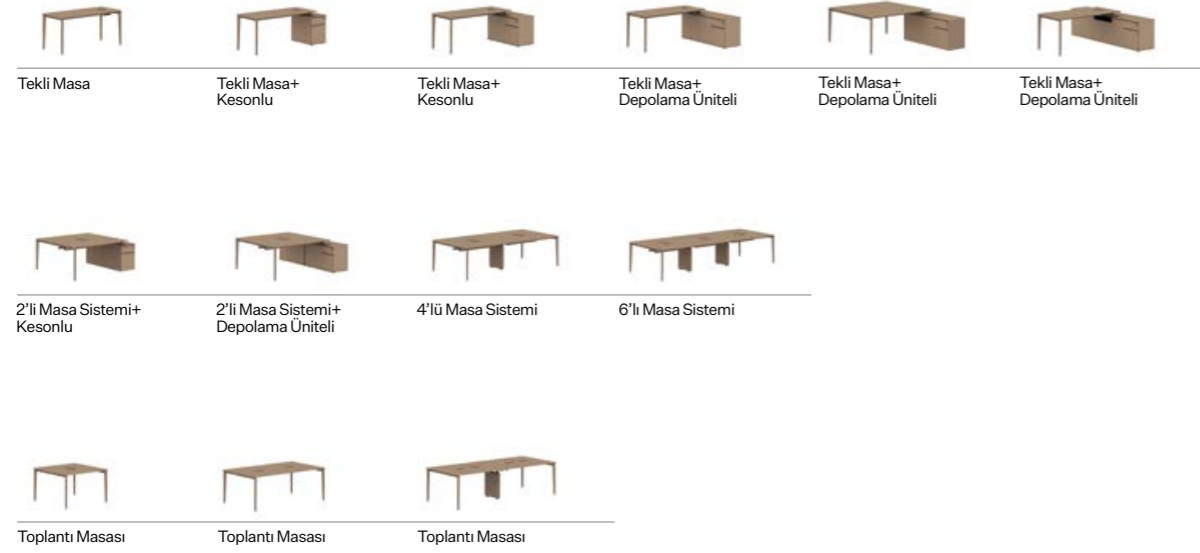 Tekli Masa
Tekli Masa+
Kesonlu
Tekli Masa+
Kesonlu
Tekli Masa+
Depolama Üniteli
Tekli Masa+
Depolama Üniteli
Tekli Masa+
Depolama Üniteli
2’li Masa Sistemi+
Kesonlu
2’li Masa Sistemi+
Depolama Üniteli
4’lü Masa Sistemi
6’lı Masa Sistemi
Toplantı Masası
Toplantı Masası
Toplantı Masası